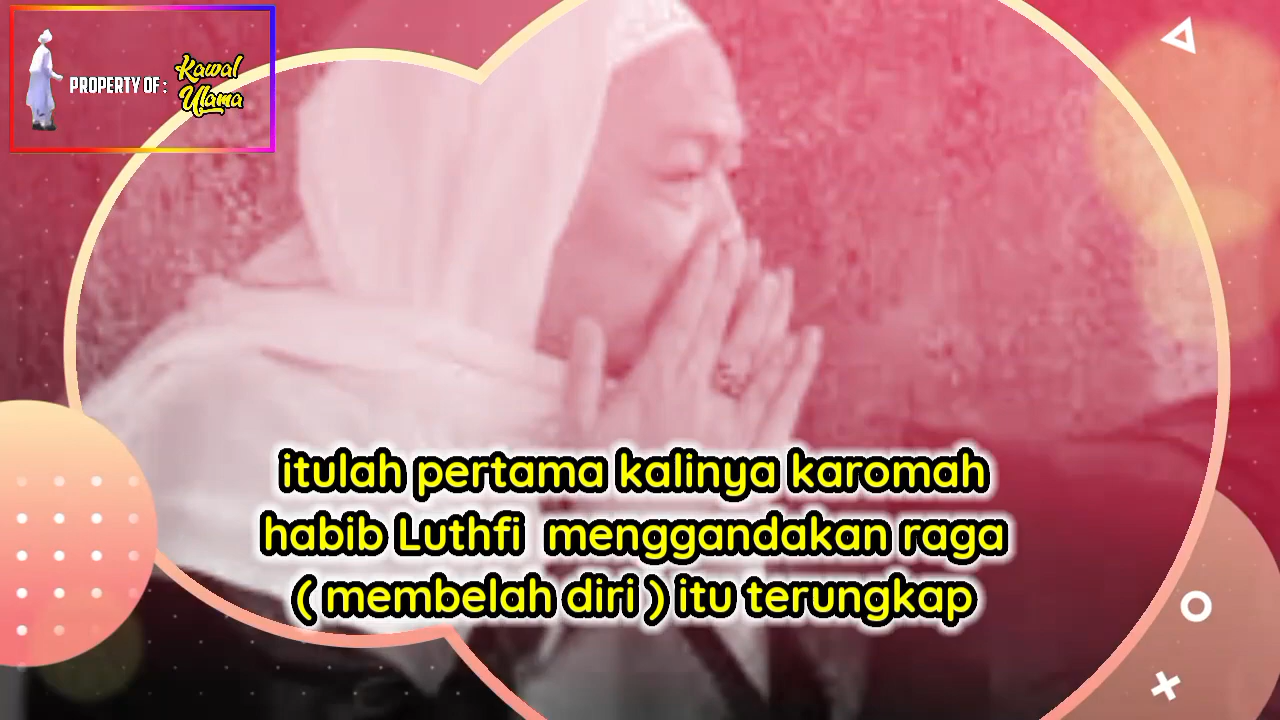 PROPERTY OF : Kawal
Ulama
itulah pertama kalinya karomah
habib Luthfi menggandakan raga
( membelah diri ) itu terungkap